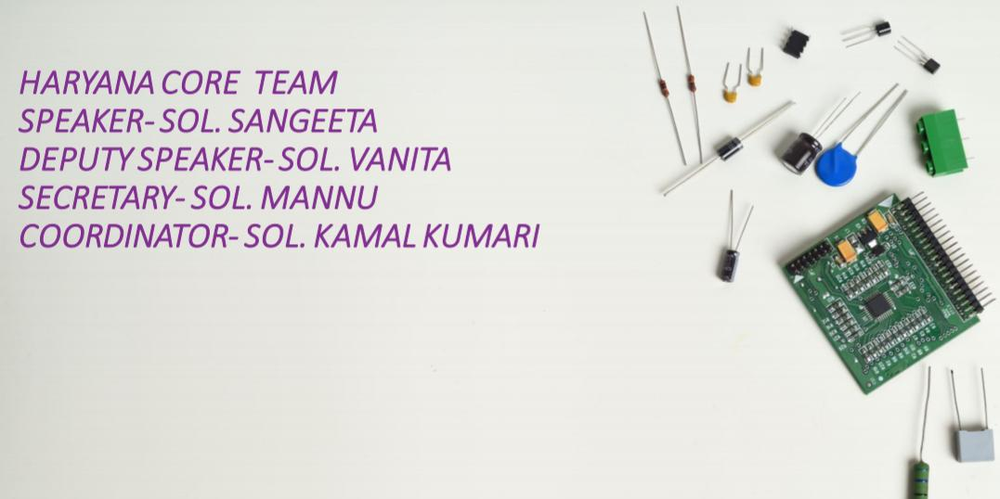 HARYANA CORE TEAM
SPEAKER- SOL. SANGEETA
DEPUTY SPEAKER- SOL. VANITA
SECRETARY- SOL. MANNU
COORDINATOR- SOL. KAMAL KUMARI